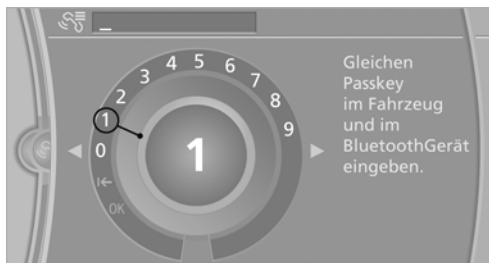 _
4 5 6
3 7
2 8
1 9
0
1
OK
Gleichen
Passkey
im Fahrzeug
und im
BluetoothGerät
eingeben.